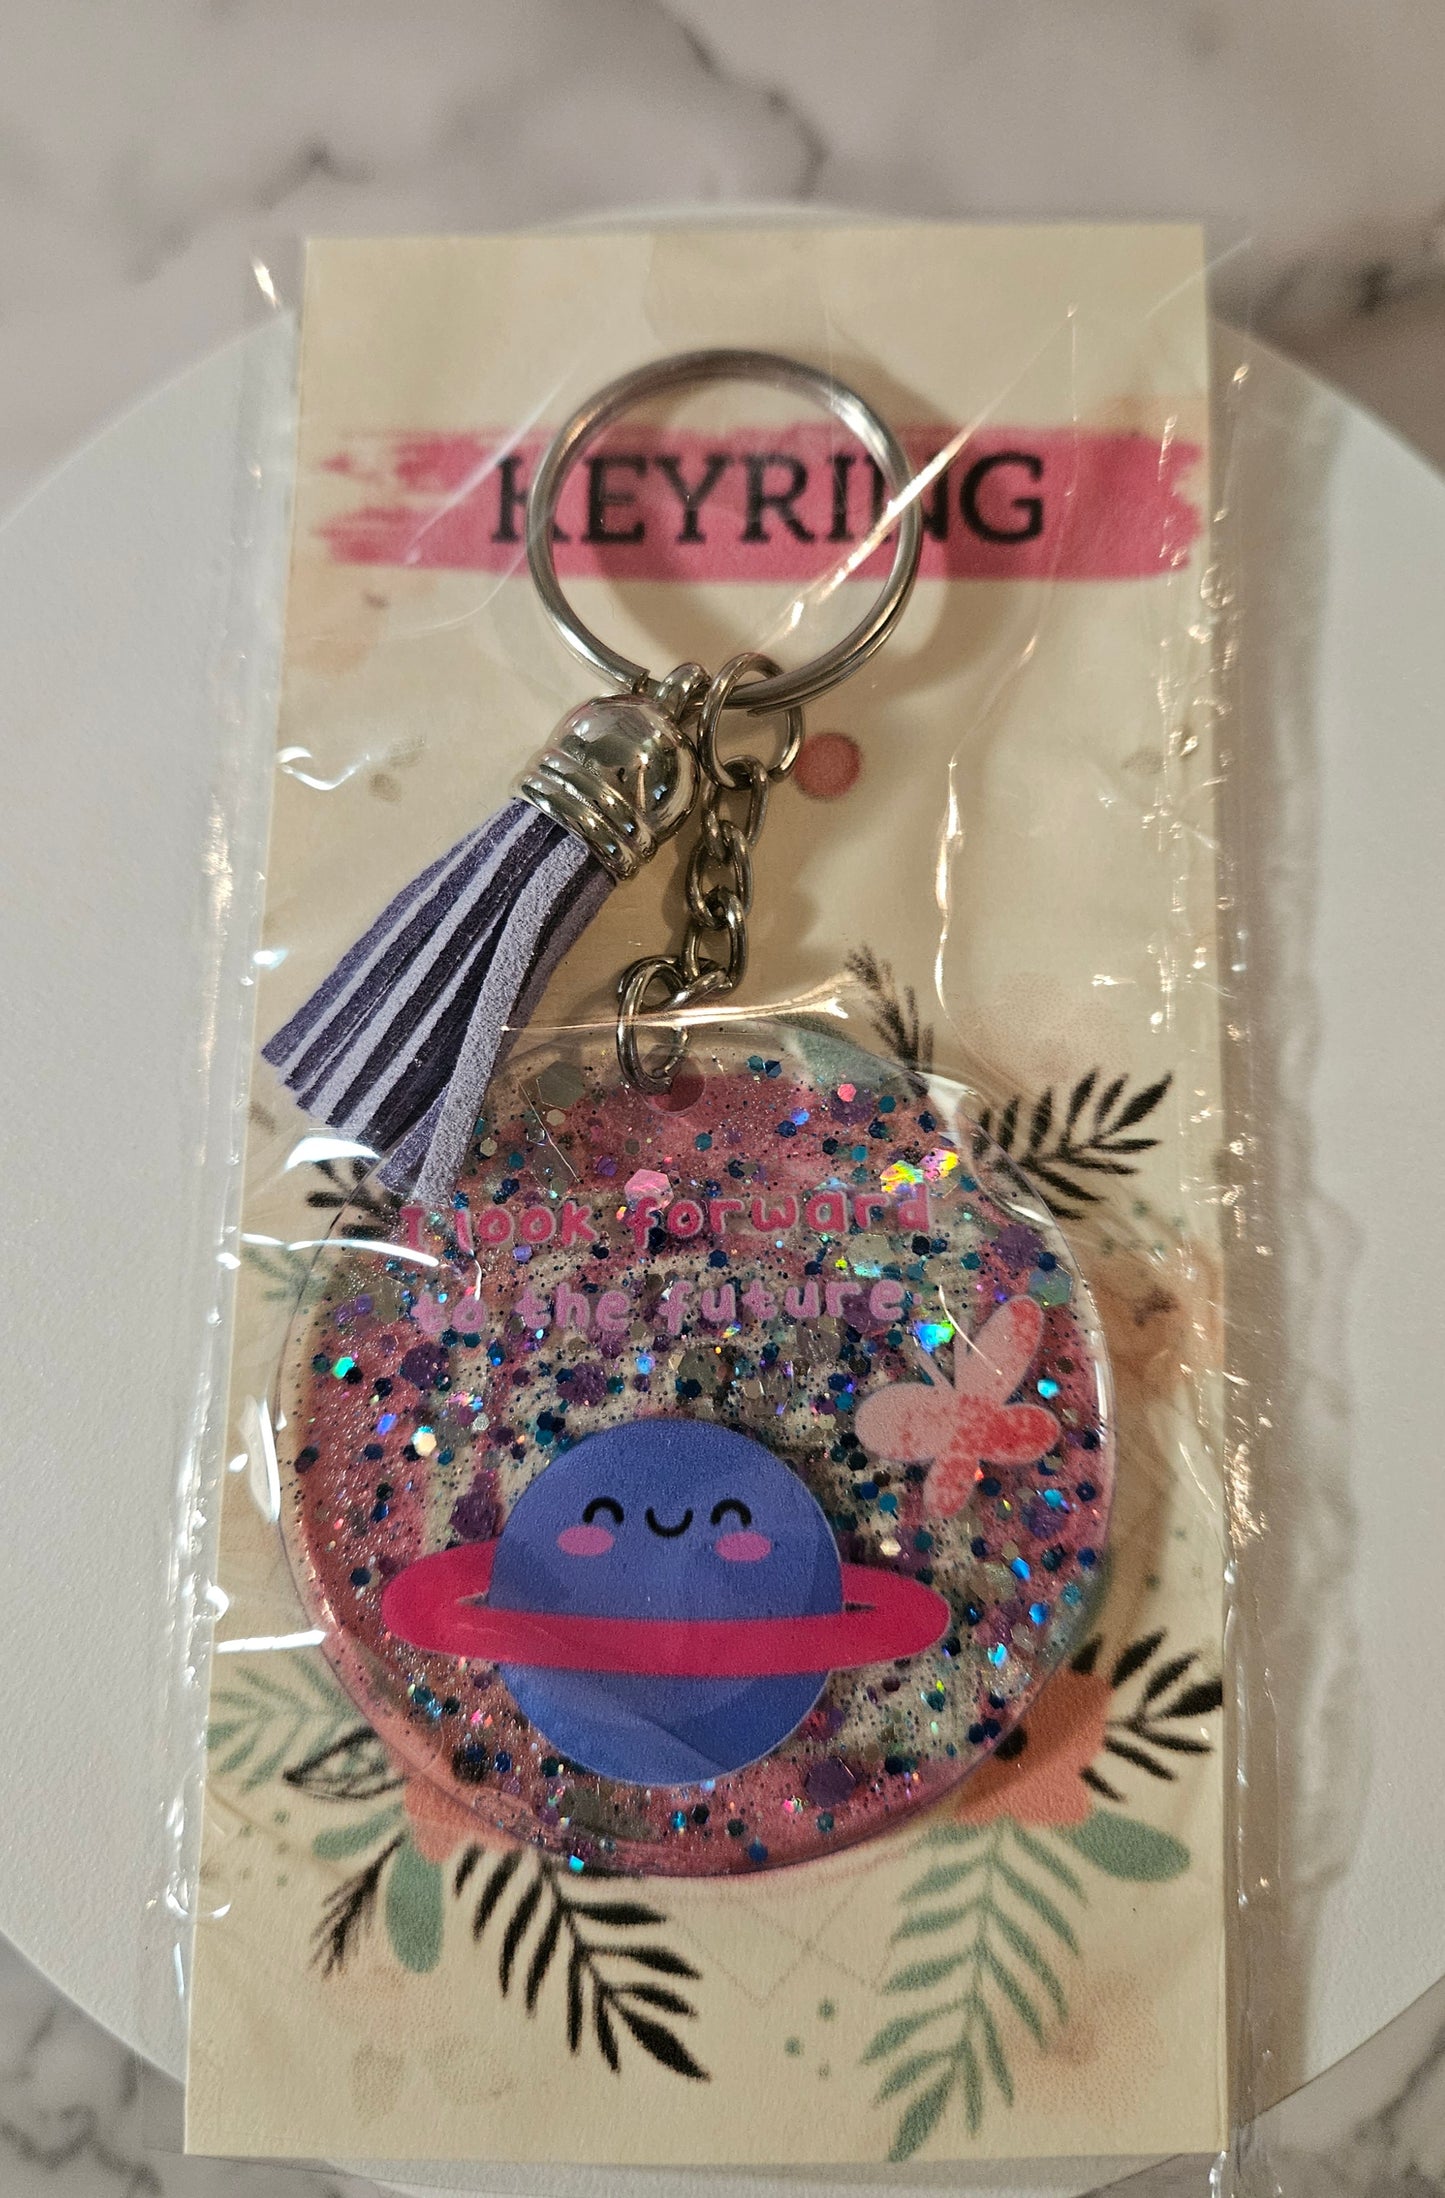 KEYRING
I look forward
to the future.